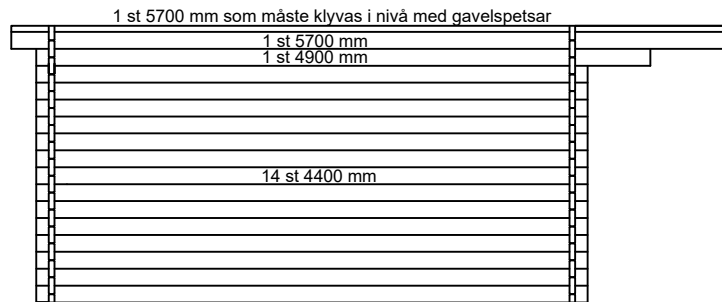 1 st 5700 mm som måste klyvas i nivå med gavelspetsar
1 st 5700 mm
1 st 4900 mm
14 st 4400 mm